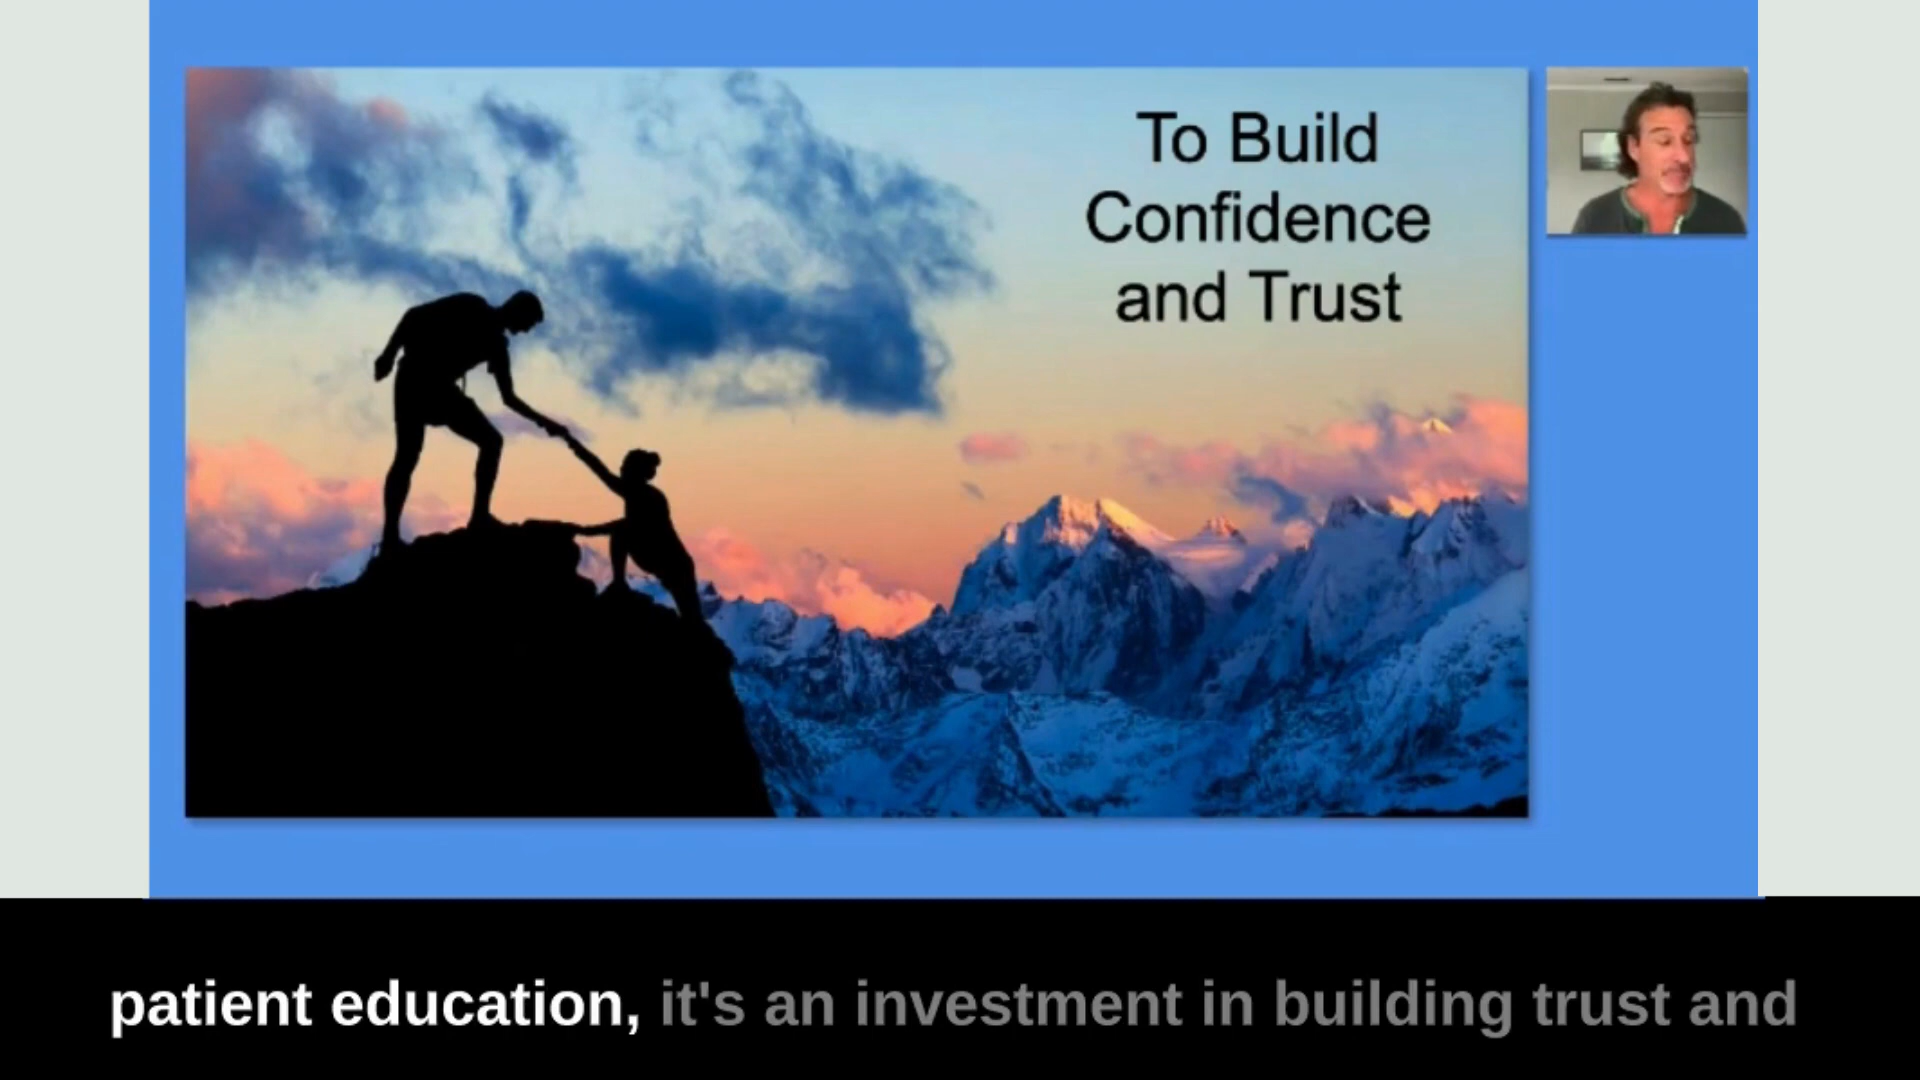 To Build
Confidence
and Trust
patient education, it's an investment in building trust and